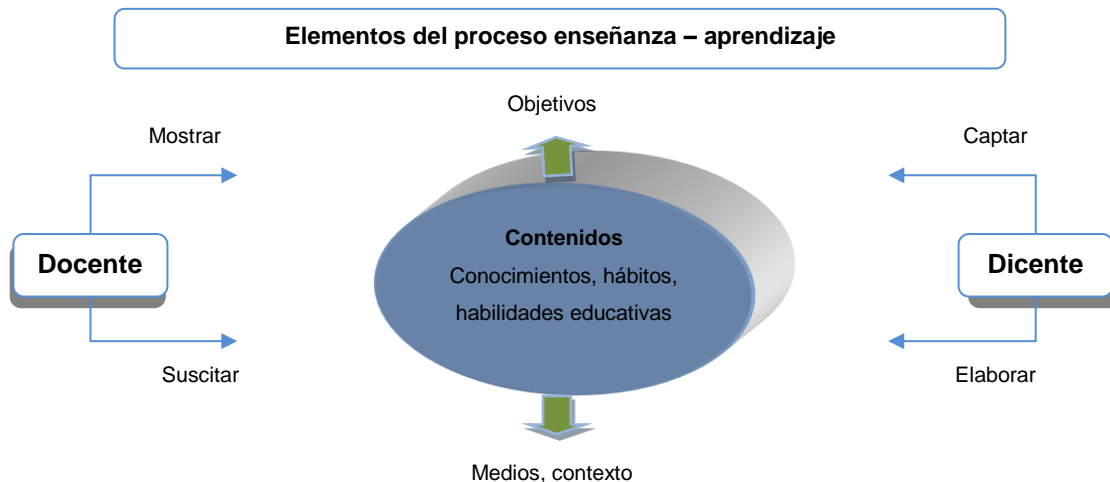 Elementos del proceso enseñanza – aprendizaje
Objetivos
Mostrar
Captar
Contenidos
Conocimientos, hábitos,
habilidades educativas
Docente
Dicente
Suscitar
Elaborar
Medios, contexto